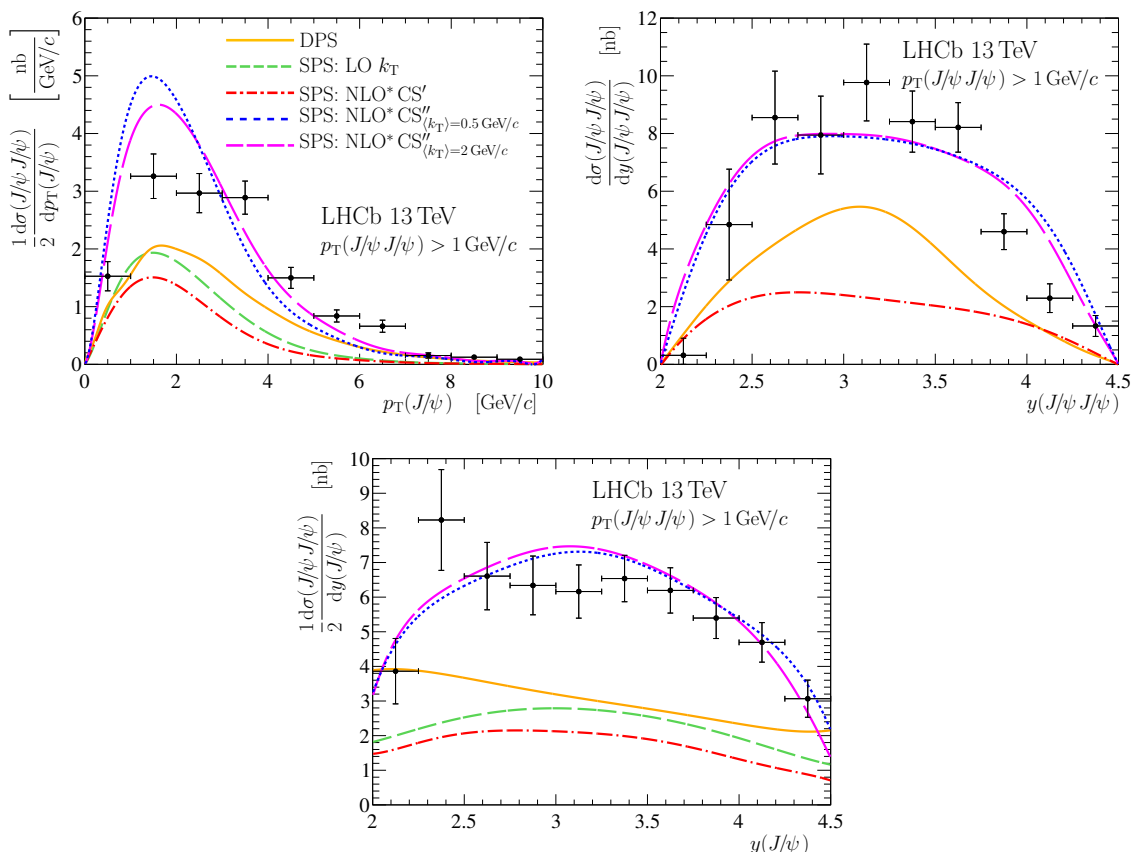 1/2 dσ(J/ψ J/ψ)/dp_T(J/ψ) [nb/GeV/c]
6
5
4
3
2
1
0
DPS
SPS: LO k_T
SPS: NLO* CS′
SPS: NLO* CS″_⟨k_T⟩=0.5 GeV/c
SPS: NLO* CS″_⟨k_T⟩=2 GeV/c
LHCb 13 TeV
p_T(J/ψ J/ψ) > 1 GeV/c
0 2 4 6 8 10
p_T(J/ψ) [GeV/c]
dσ(J/ψ J/ψ)/dy(J/ψ J/ψ) [nb]
12
10
8
6
4
2
0
LHCb 13 TeV
p_T(J/ψ J/ψ) > 1 GeV/c
2 2.5 3 3.5 4 4.5
y(J/ψ J/ψ)
1/2 dσ(J/ψ J/ψ)/dy(J/ψ) [nb]
10
9
8
7
6
5
4
3
2
1
0
LHCb 13 TeV
p_T(J/ψ J/ψ) > 1 GeV/c
2 2.5 3 3.5 4 4.5
y(J/ψ)